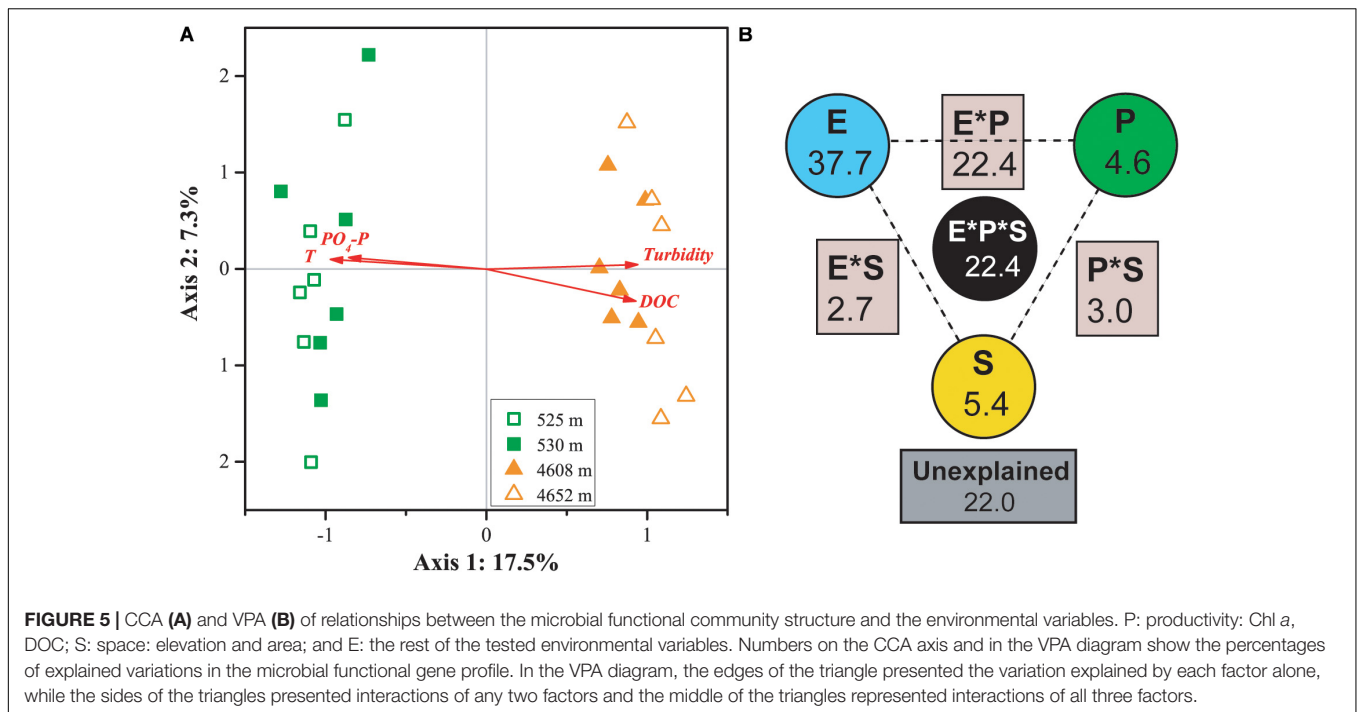 A
B
2
1
0
1
2
Axis 2: 7.3%
T
PO4-P
Turbidity
DOC
525 m
530 m
4608 m
4652 m
-1
0
1
Axis 1: 17.5%
E
37.7
E*P
22.4
P
4.6
E*P*S
22.4
E*S
2.7
P*S
3.0
S
5.4
Unexplained
22.0
FIGURE 5 | CCA (A) and VPA (B) of relationships between the microbial functional community structure and the environmental variables. P: productivity: Chl a,
DOC; S: space: elevation and area; and E: the rest of the tested environmental variables. Numbers on the CCA axis and in the VPA diagram show the percentages
of explained variations in the microbial functional gene profile. In the VPA diagram, the edges of the triangle presented the variation explained by each factor alone,
while the sides of the triangles presented interactions of any two factors and the middle of the triangles represented interactions of all three factors.